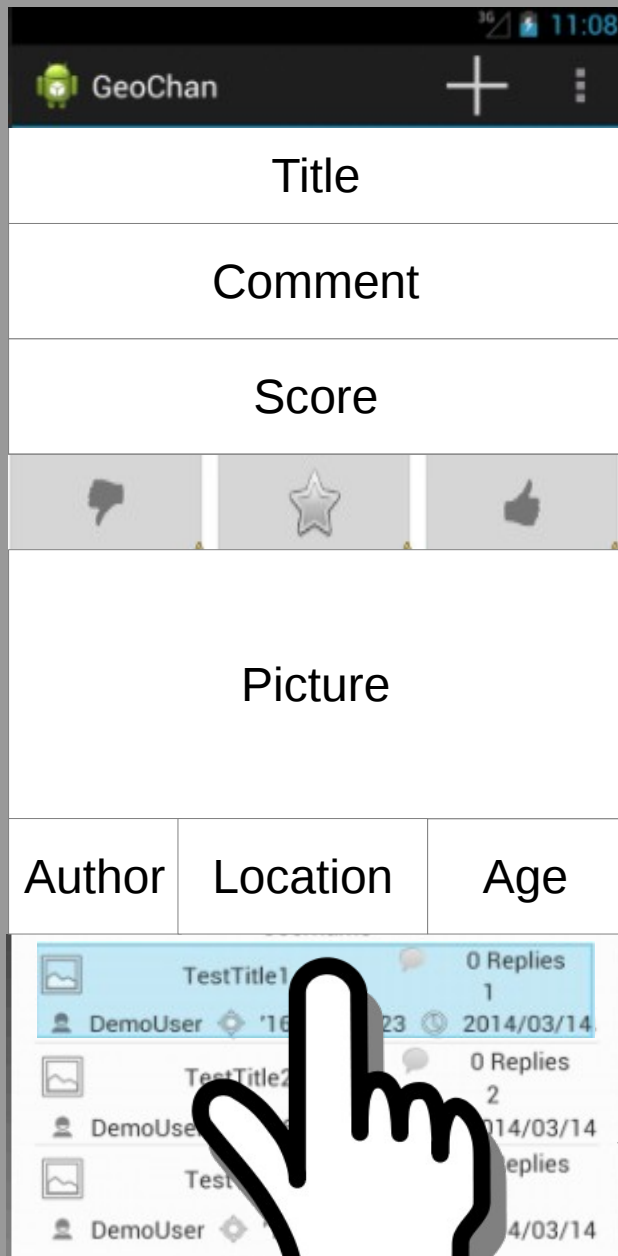 3G 11:08
GeoChan
Title
Comment
Score
Picture
Author Location Age
TestTitle1 0 Replies
1
DemoUser '16 23 2014/03/14
TestTitle2 0 Replies
2
DemoUse 014/03/14
Test eplies
DemoUser 4/03/14